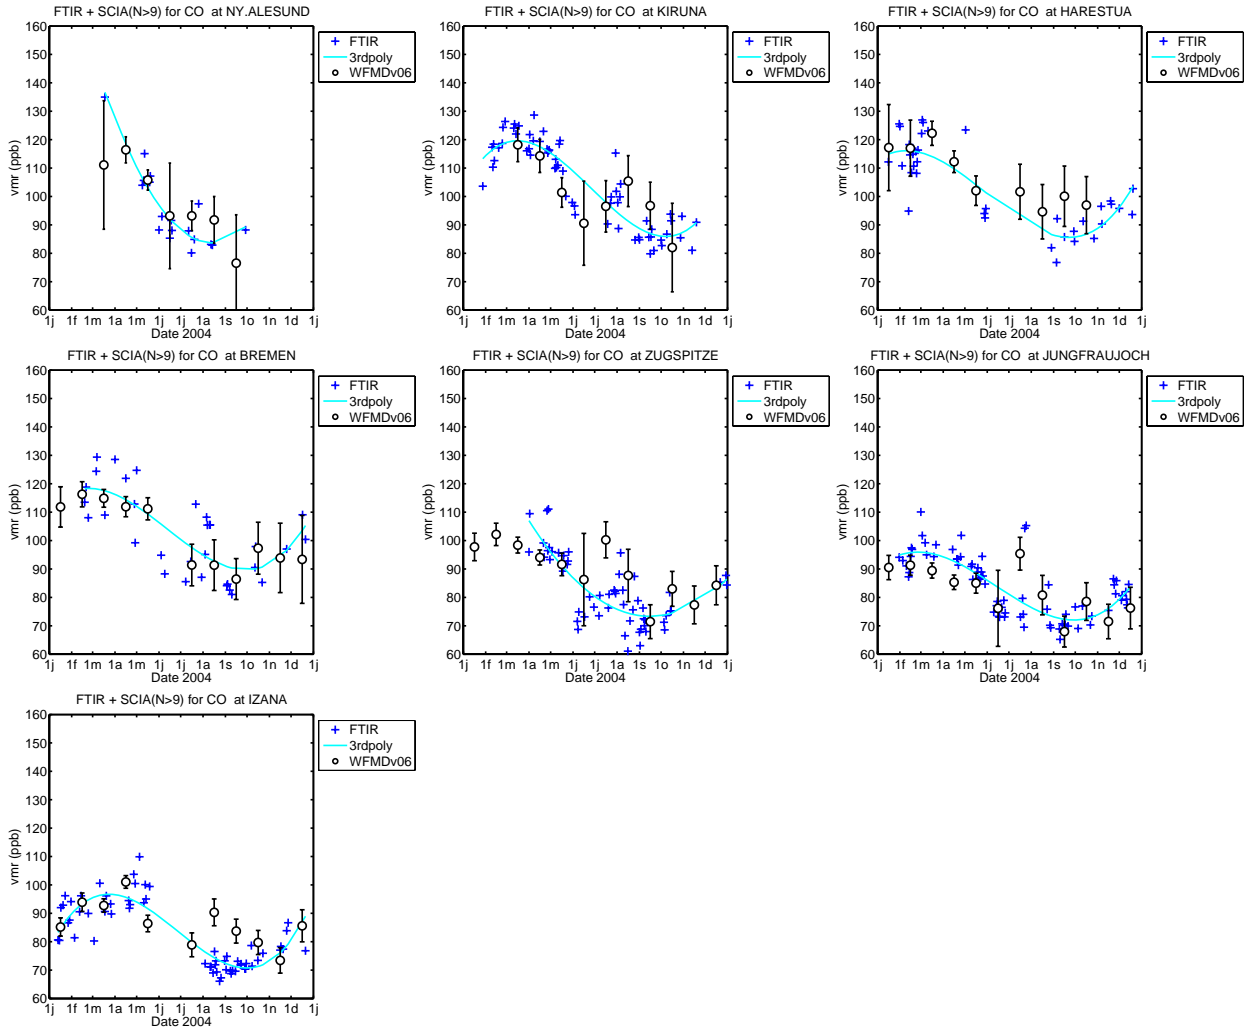 FTIR + SCIA(N>9) for CO at NY.ALESUND
FTIR
3rdpoly
WFMDv06
vmr (ppb)
160
150
140
130
120
110
100
90
80
70
60
1j 1f 1m 1a 1m 1j 1j 1a 1s 1o 1n 1d 1j
Date 2004
FTIR + SCIA(N>9) for CO at KIRUNA
FTIR
3rdpoly
WFMDv06
vmr (ppb)
160
150
140
130
120
110
100
90
80
70
60
1j 1f 1m 1a 1m 1j 1j 1a 1s 1o 1n 1d 1j
Date 2004
FTIR + SCIA(N>9) for CO at HARESTUA
FTIR
3rdpoly
WFMDv06
vmr (ppb)
160
150
140
130
120
110
100
90
80
70
60
1j 1f 1m 1a 1m 1j 1j 1a 1s 1o 1n 1d 1j
Date 2004
FTIR + SCIA(N>9) for CO at BREMEN
FTIR
3rdpoly
WFMDv06
vmr (ppb)
160
150
140
130
120
110
100
90
80
70
60
1j 1f 1m 1a 1m 1j 1j 1a 1s 1o 1n 1d 1j
Date 2004
FTIR + SCIA(N>9) for CO at ZUGSPITZE
FTIR
3rdpoly
WFMDv06
vmr (ppb)
160
150
140
130
120
110
100
90
80
70
60
1j 1f 1m 1a 1m 1j 1j 1a 1s 1o 1n 1d 1j
Date 2004
FTIR + SCIA(N>9) for CO at JUNGFRAUJOCH
FTIR
3rdpoly
WFMDv06
vmr (ppb)
160
150
140
130
120
110
100
90
80
70
60
1j 1f 1m 1a 1m 1j 1j 1a 1s 1o 1n 1d 1j
Date 2004
FTIR + SCIA(N>9) for CO at IZANA
FTIR
3rdpoly
WFMDv06
vmr (ppb)
160
150
140
130
120
110
100
90
80
70
60
1j 1f 1m 1a 1m 1j 1j 1a 1s 1o 1n 1d 1j
Date 2004